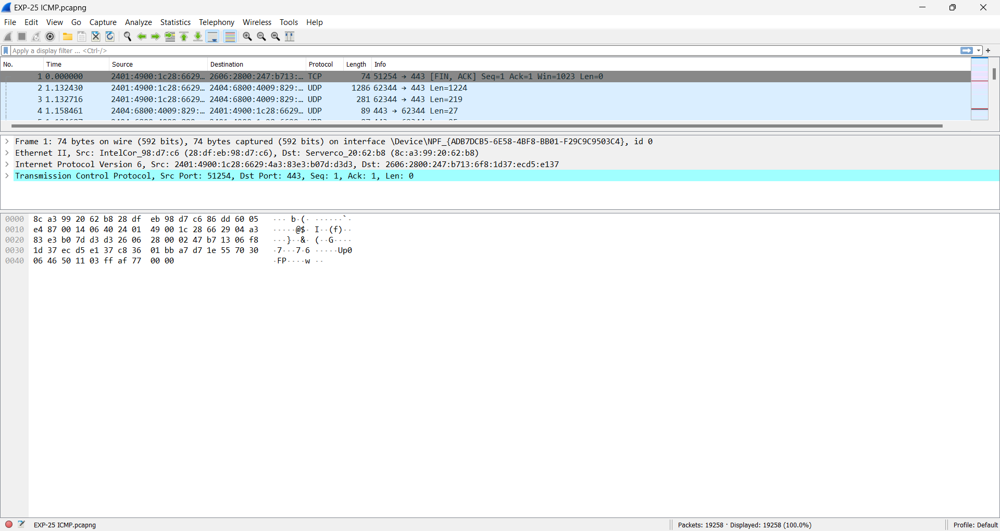 EXP-25 ICMP.pcapng
File Edit View Go Capture Analyze Statistics Telephony Wireless Tools Help
Apply a display filter ... <Ctrl-/>
No. Time Source Destination Protocol Length Info
1 0.000000 2401:4900:1c28:6629… 2606:2800:247:b713:… TCP 74 51254 → 443 [FIN, ACK] Seq=1 Ack=1 Win=1023 Len=0
2 1.132430 2401:4900:1c28:6629… 2404:6800:4009:829:… UDP 1286 62344 → 443 Len=1224
3 1.132716 2401:4900:1c28:6629… 2404:6800:4009:829:… UDP 281 62344 → 443 Len=219
4 1.158461 2404:6800:4009:829:… 2401:4900:1c28:6629… UDP 89 443 → 62344 Len=27
Frame 1: 74 bytes on wire (592 bits), 74 bytes captured (592 bits) on interface \Device\NPF_{ADB7DCB5-6E58-4BF8-BB01-F29C9C9503C4}, id 0
Ethernet II, Src: IntelCor_98:d7:c6 (28:df:eb:98:d7:c6), Dst: Serverco_20:62:b8 (8c:a3:99:20:62:b8)
Internet Protocol Version 6, Src: 2401:4900:1c28:6629:4a3:83e3:b07d:d3d3, Dst: 2606:2800:247:b713:6f8:1d37:ecd5:e137
Transmission Control Protocol, Src Port: 51254, Dst Port: 443, Seq: 1, Ack: 1, Len: 0
0000 8c a3 99 20 62 b8 28 df eb 98 d7 c6 86 dd 60 05 ··· b·(· ······`·
0010 e4 87 00 14 06 40 24 01 49 00 1c 28 66 29 04 a3 ·····@$· I··(f)··
0020 83 e3 b0 7d d3 d3 26 06 28 00 02 47 b7 13 06 f8 ···}··&· (··G····
0030 1d 37 ec d5 e1 37 c8 36 01 bb a7 d7 1e 55 70 30 ·7···7·6 ·····Up0
0040 06 46 50 11 03 ff af 77 00 00 ·FP····w ··
EXP-25 ICMP.pcapng
Packets: 19258 · Displayed: 19258 (100.0%)
Profile: Default